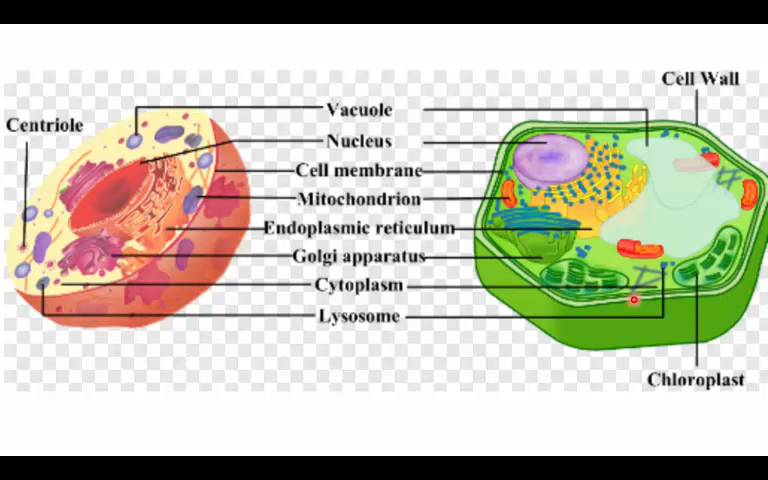 Cell Wall
Centriole
Vacuole
Nucleus
Cell membrane
Mitochondrion
Endoplasmic reticulum
Golgi apparatus
Cytoplasm
Lysosome
Chloroplast